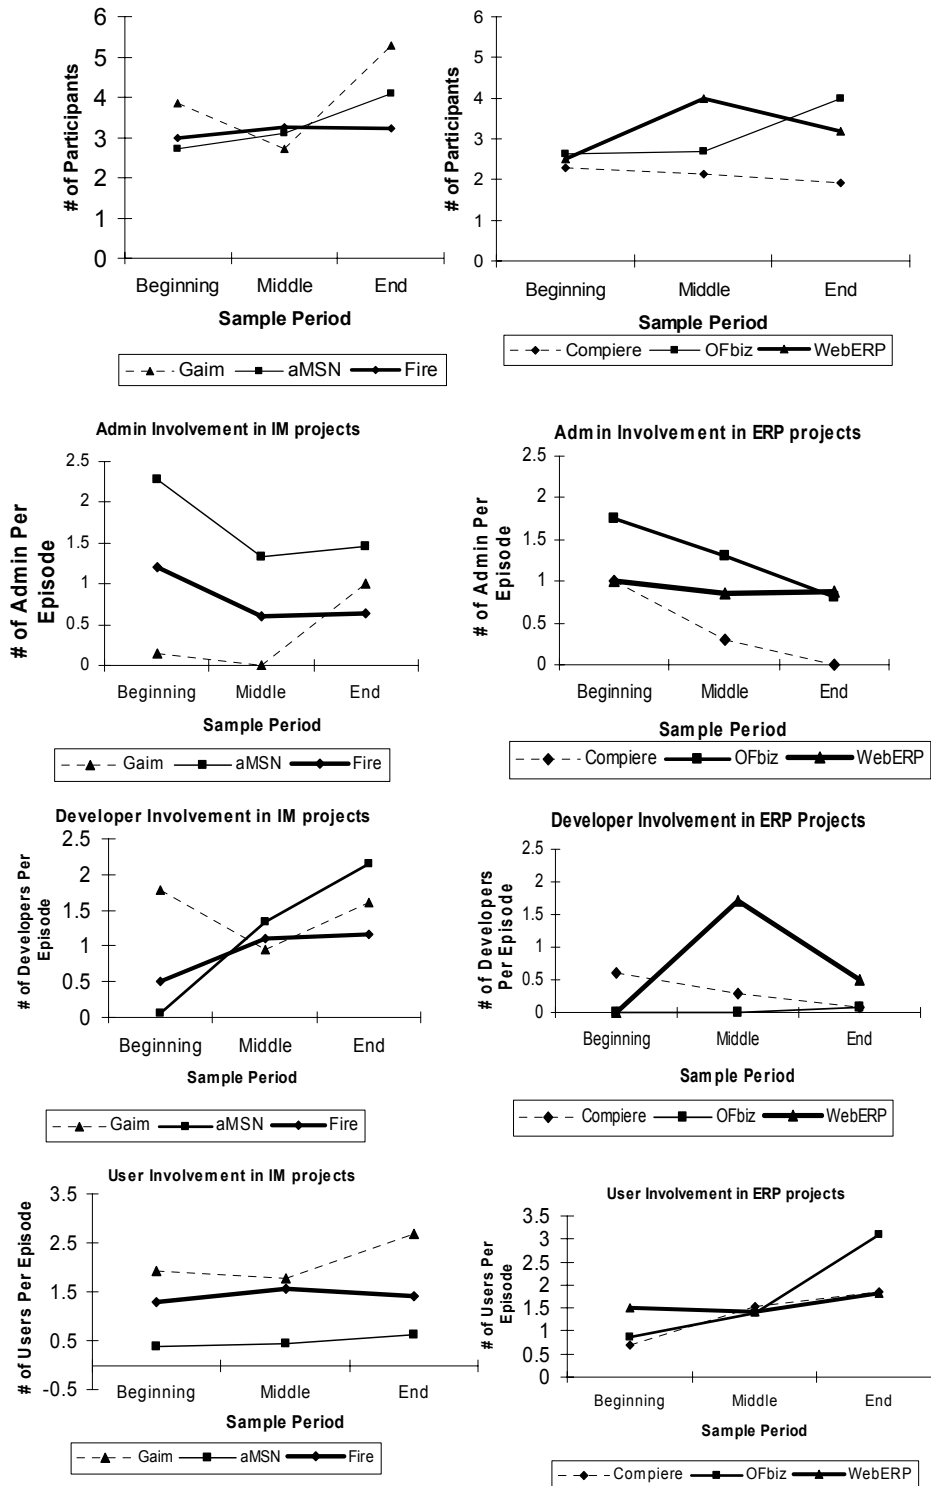 6
5
4
3
2
1
0
# of Participants
Beginning Middle End
Sample Period
Gaim aMSN Fire
6
5
4
3
2
1
0
# of Participants
Beginning Middle End
Sample Period
Compiere OFbiz WebERP
Admin Involvement in IM projects
2.5
2
1.5
1
0.5
0
# of Admin Per
Episode
Beginning Middle End
Sample Period
Gaim aMSN Fire
Admin Involvement in ERP projects
2.5
2
1.5
1
0.5
0
# of Admin Per
Episode
Beginning Middle End
Sample Period
Compiere OFbiz WebERP
Developer Involvement in IM projects
2.5
2
1.5
1
0.5
0
# of Developers Per
Episode
Beginning Middle End
Sample Period
Gaim aMSN Fire
Developer Involvement in ERP Projects
2.5
2
1.5
1
0.5
0
# of Developers
Per Episode
Beginning Middle End
Sample Period
Compiere OFbiz WebERP
User Involvement in IM projects
3.5
2.5
1.5
0.5
-0.5
# of Users Per Episode
Beginning Middle End
Sample Period
Gaim aMSN Fire
User Involvement in ERP projects
3.5
3
2.5
2
1.5
1
0.5
0
# of Users Per
Episode
Beginning Middle End
Sample Period
Compiere OFbiz WebERP